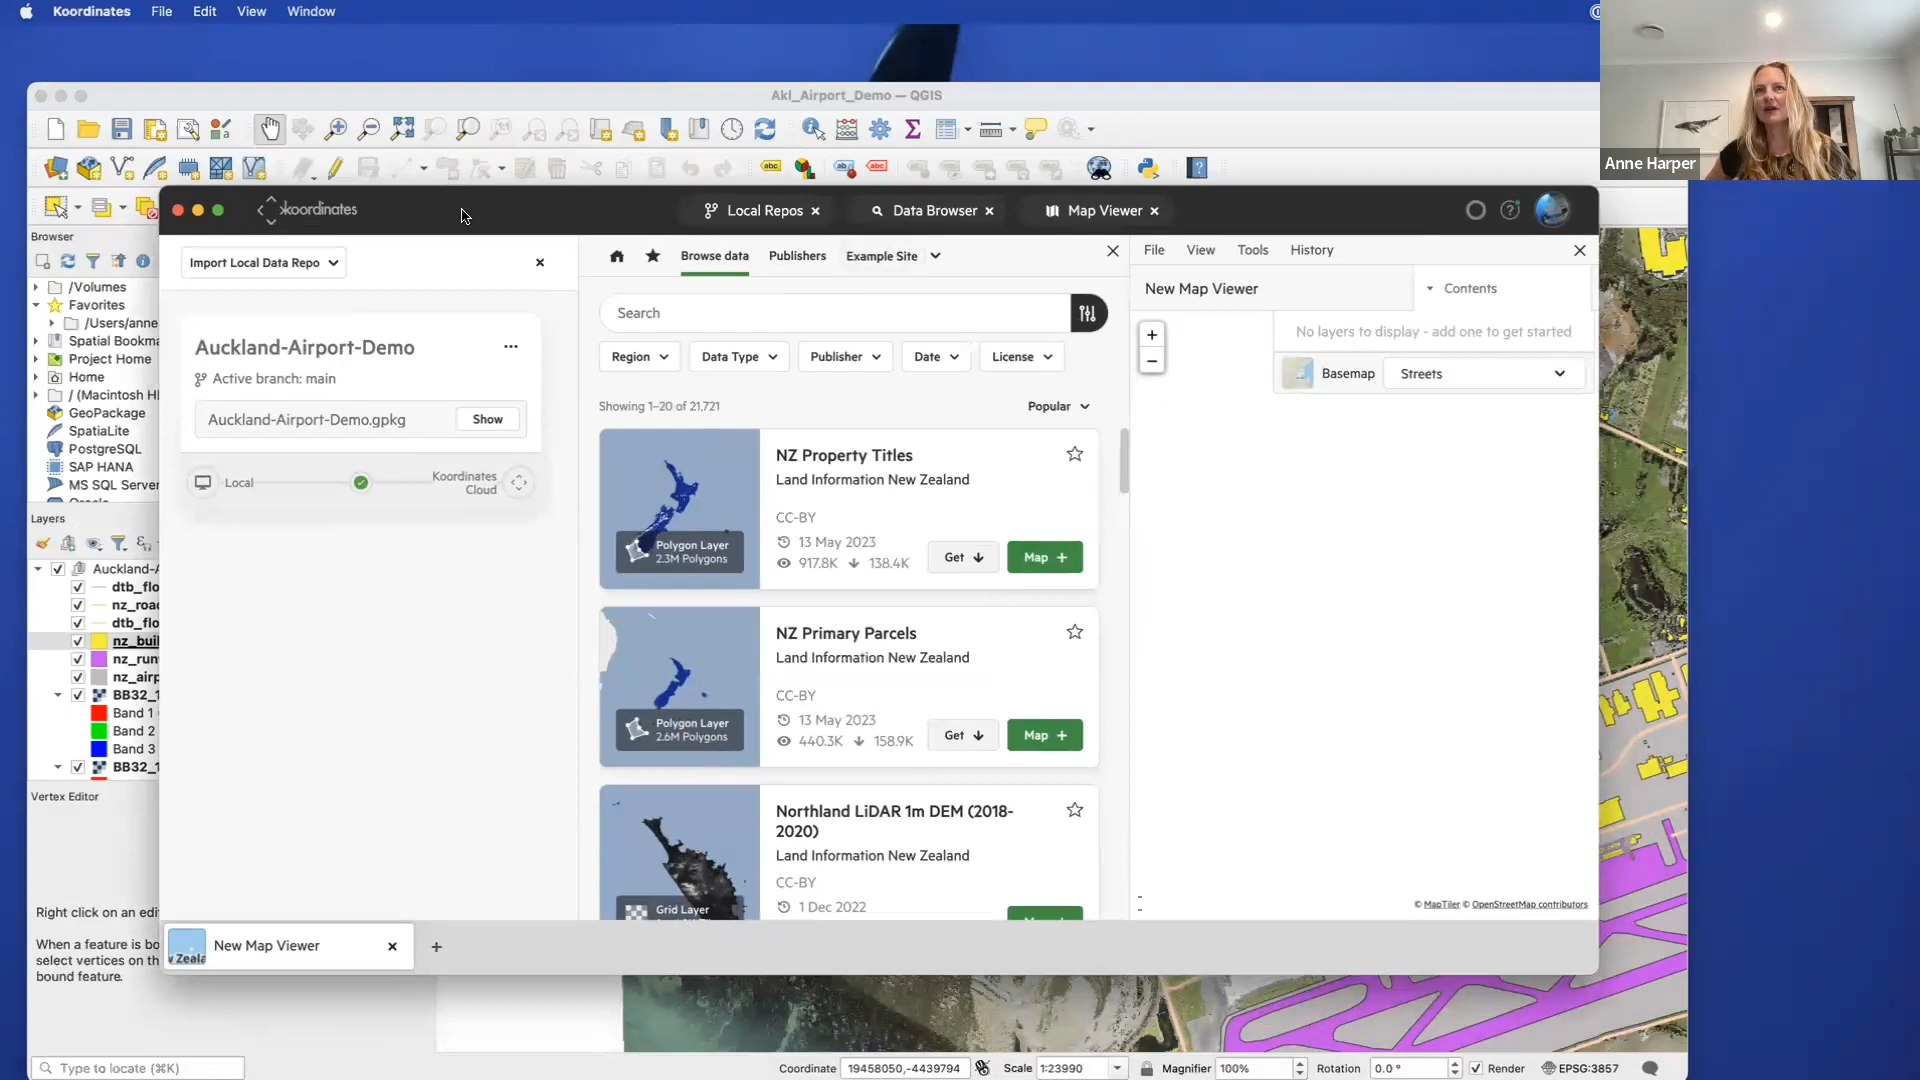 Koordinates
File
Edit
View
Window
Akl_Airport_Demo — QGIS
Anne Harper
koordinates
Local Repos
Data Browser
Map Viewer
Browser
/Volumes
Favorites
/Users/anne
Spatial Bookma
Project Home
Home
/ (Macintosh H
GeoPackage
SpatiaLite
PostgreSQL
SAP HANA
MS SQL Server
Layers
Auckland-A
dtb_flo
nz_road
dtb_flo
nz_buil
nz_run
nz_airp
BB32_1
Band 1
Band 2
Band 3
BB32_1
Vertex Editor
Right click on an edi
When a feature is bo
select vertices on th
bound feature.
Import Local Data Repo
Auckland-Airport-Demo
Active branch: main
Auckland-Airport-Demo.gpkg
Show
Local
Koordinates
Cloud
Browse data
Publishers
Example Site
Search
Region
Data Type
Publisher
Date
License
Showing 1–20 of 21,721
Popular
NZ Property Titles
Land Information New Zealand
CC-BY
13 May 2023
917.8K
138.4K
Get
Map +
Polygon Layer
2.3M Polygons
NZ Primary Parcels
Land Information New Zealand
CC-BY
13 May 2023
440.3K
158.9K
Get
Map +
Polygon Layer
2.6M Polygons
Northland LiDAR 1m DEM (2018-
2020)
Land Information New Zealand
CC-BY
1 Dec 2022
Grid Layer
File
View
Tools
History
New Map Viewer
Contents
No layers to display - add one to get started
Basemap
Streets
+
−
© MapTiler © OpenStreetMap contributors
New Map Viewer
+
Type to locate (⌘K)
Coordinate
19458050,-4439794
Scale
1:23990
Magnifier
100%
Rotation
0.0 °
Render
EPSG:3857